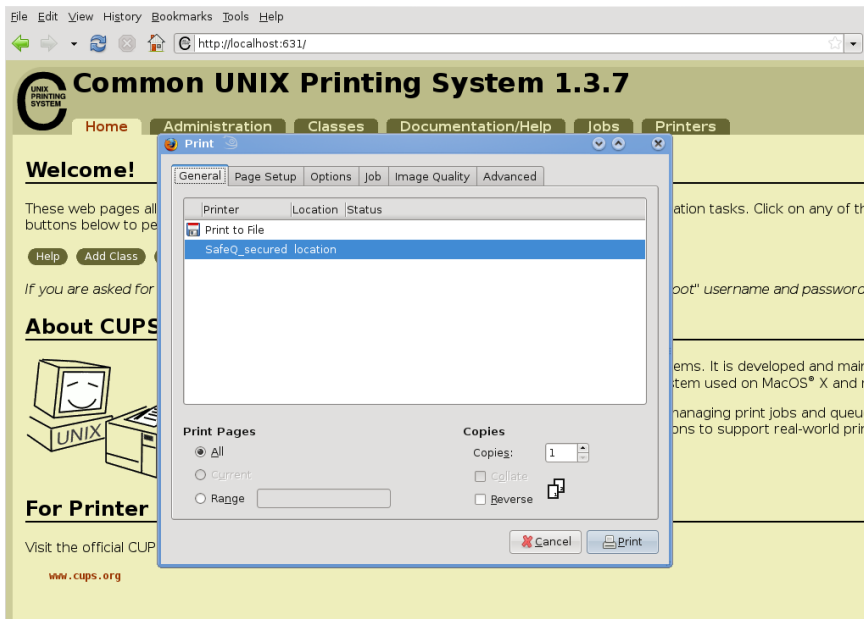 File Edit View History Bookmarks Tools Help
http://localhost:631/
UNIX
PRINTING
SYSTEM
Common UNIX Printing System 1.3.7
Home Administration Classes Documentation/Help Jobs Printers
Print
Welcome!
General Page Setup Options Job Image Quality Advanced
These web pages all
ation tasks. Click on any of th
buttons below to pe
Printer Location Status
Print to File
SafeQ_secured location
Help Add Class
If you are asked for
oot" username and password
About CUPS
ems. It is developed and main
stem used on MacOS® X and
managing print jobs and queu
ons to support real-world prin
UNIX
Print Pages
All
Current
Range
Copies
Copies: 1
Collate
Reverse
For Printer
Cancel Print
Visit the official CUP
www.cups.org